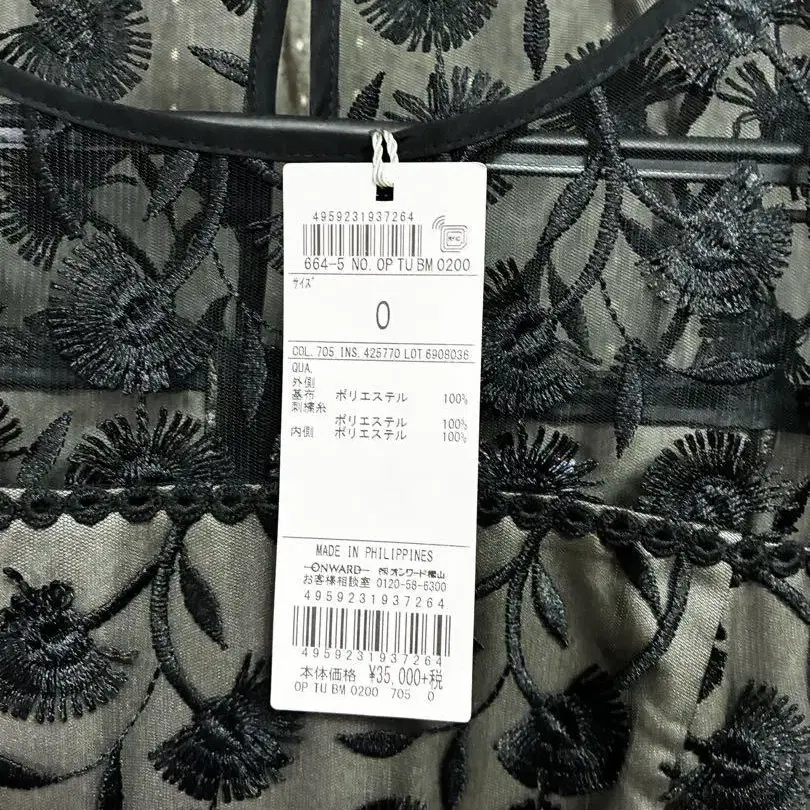 4959231937264
RFID
664-5 NO. OP TU BM 0200
サイズ
0
COL. 705 INS. 425770 LOT 6908036
QUA.
外側
基布 ポリエステル 100%
刺繍糸
ポリエステル 100%
内側 ポリエステル 100%
MADE IN PHILIPPINES
ONWARD ㈱オンワード樫山
お客様相談室 0120-58-6300
4959231937264
4959231937264
本体価格 ¥35,000+税
OP TU BM 0200 705 0